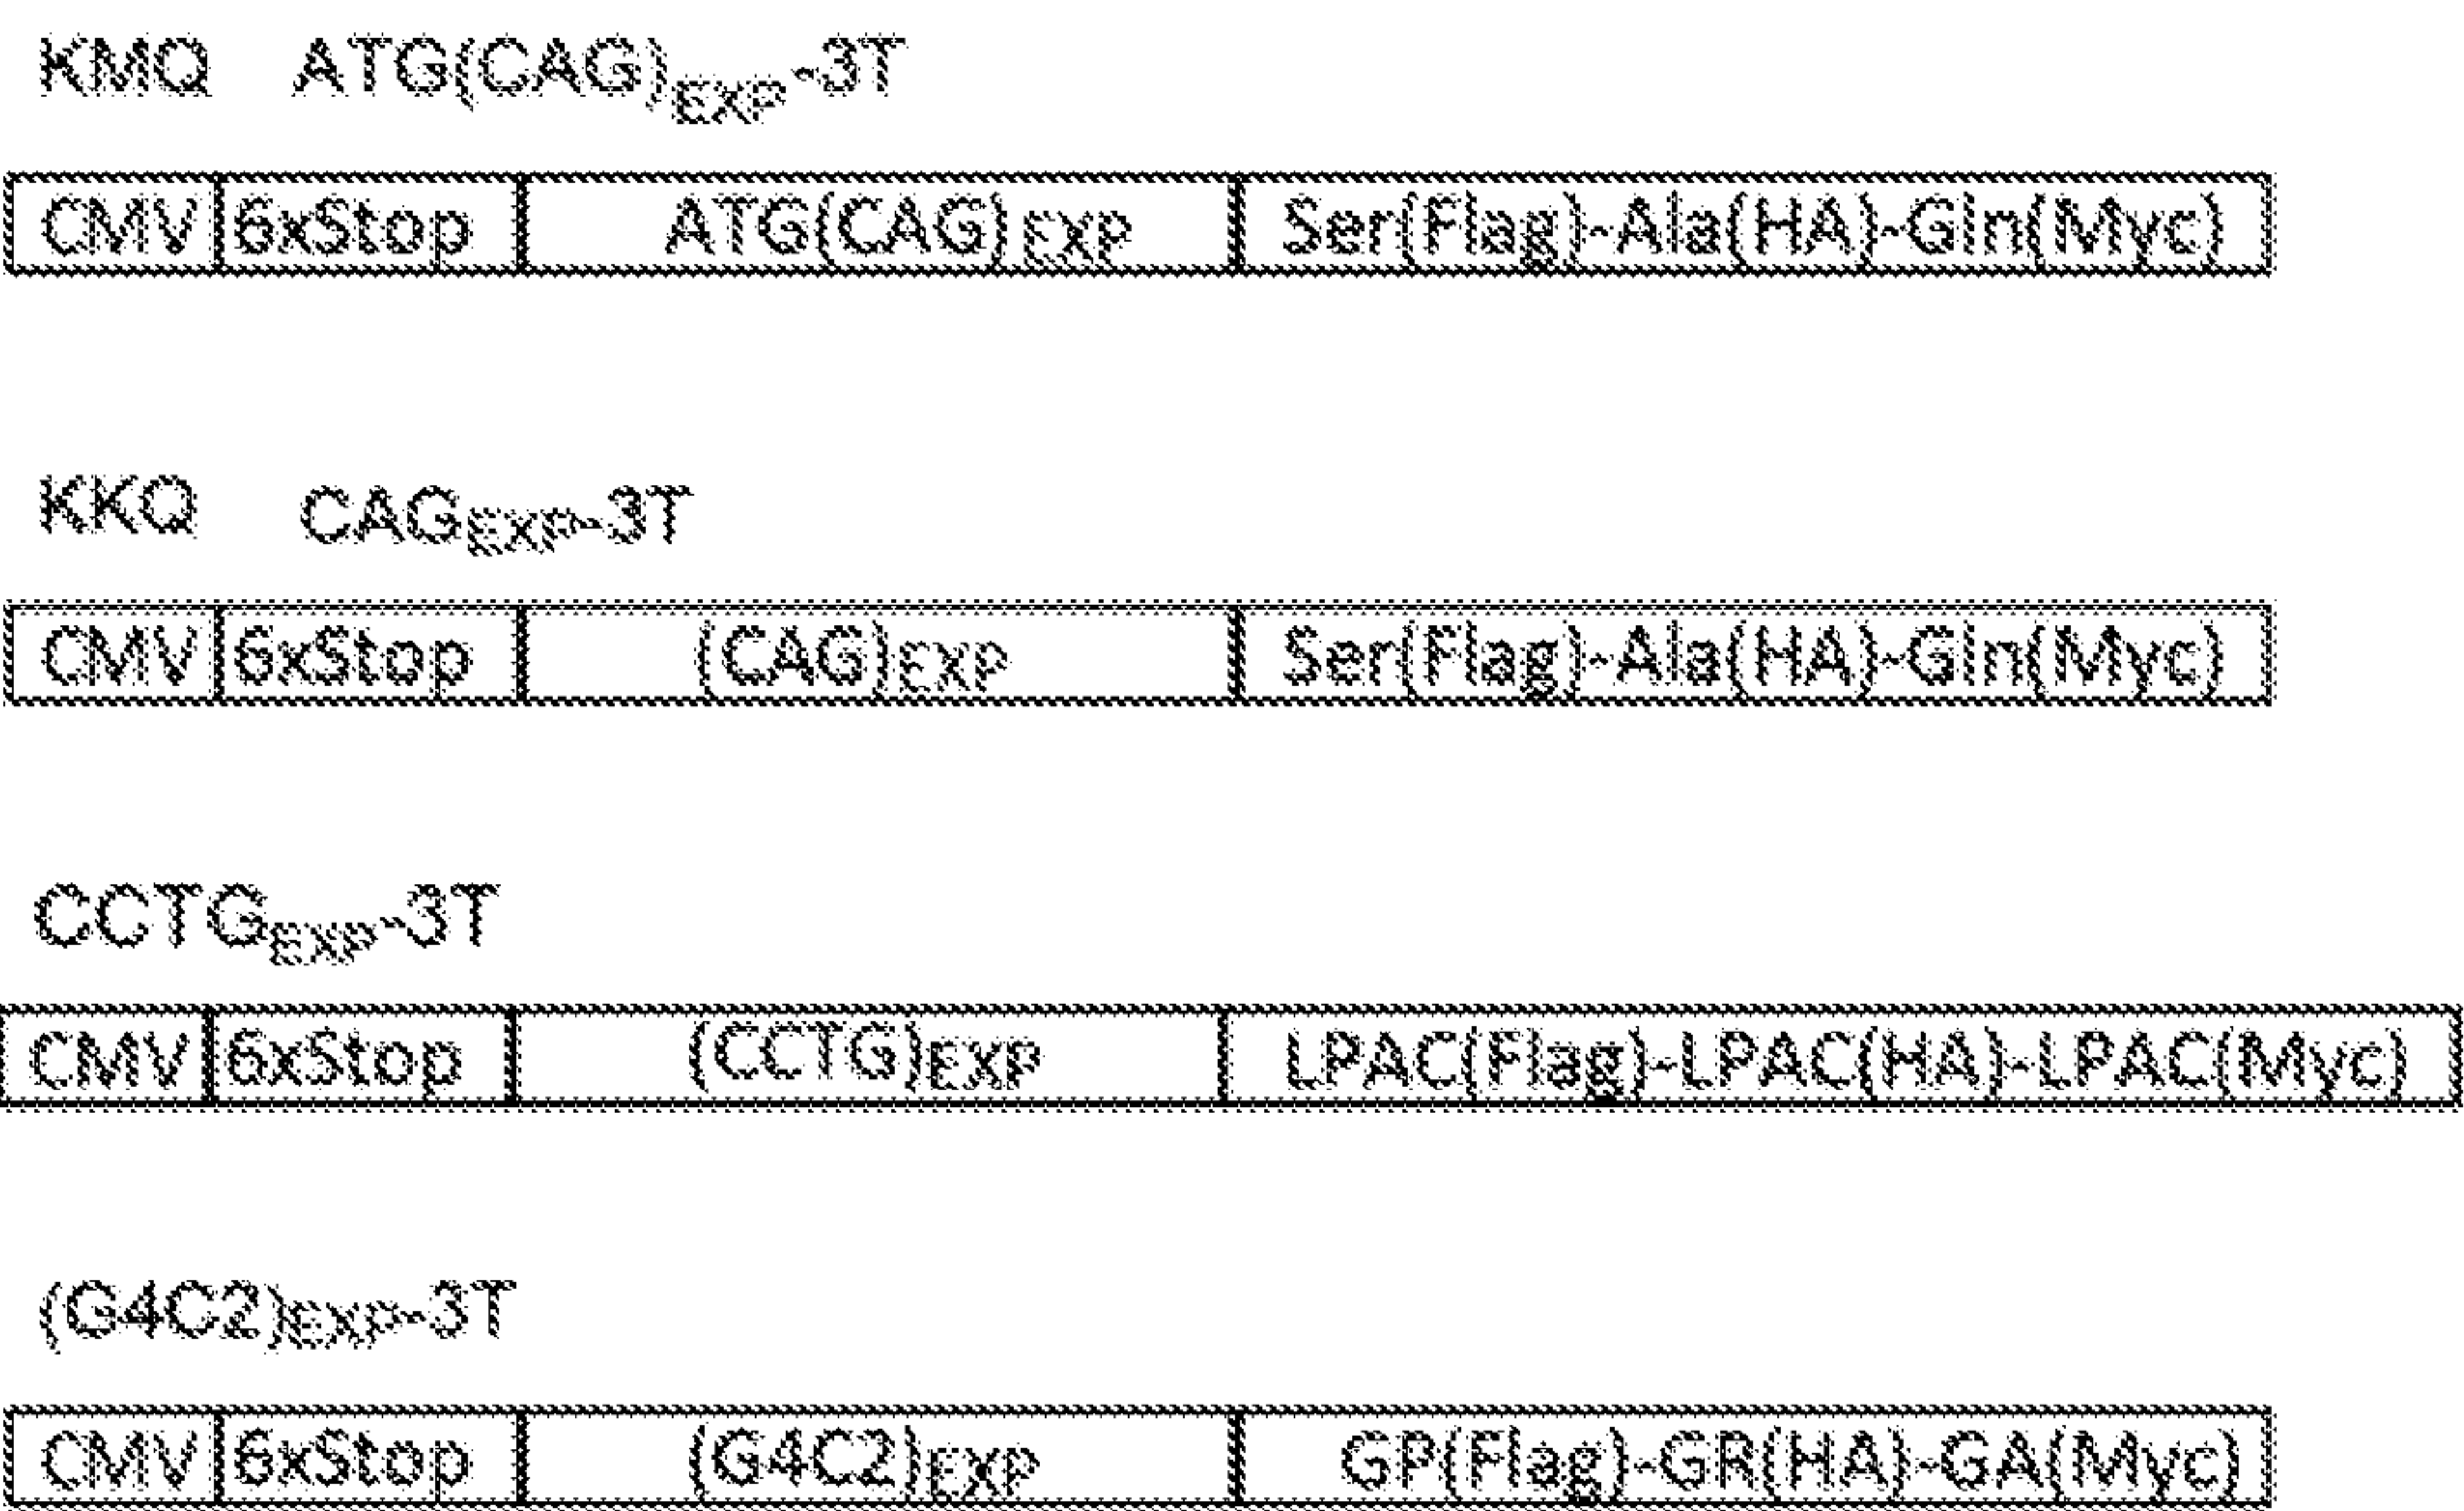 KMQ ATG(CAG)EXP-3T
CMV 6xStop ATG(CAG)EXP Ser(Flag)-Ala(HA)-Gln(Myc)
KKQ CAGEXP-3T
CMV 6xStop (CAG)EXP Ser(Flag)-Ala(HA)-Gln(Myc)
CCTGEXP-3T
CMV 6xStop (CCTG)EXP LPAC(Flag)-LPAC(HA)-LPAC(Myc)
(G4C2)EXP-3T
CMV 6xStop (G4C2)EXP GP(Flag)-GR(HA)-GA(Myc)